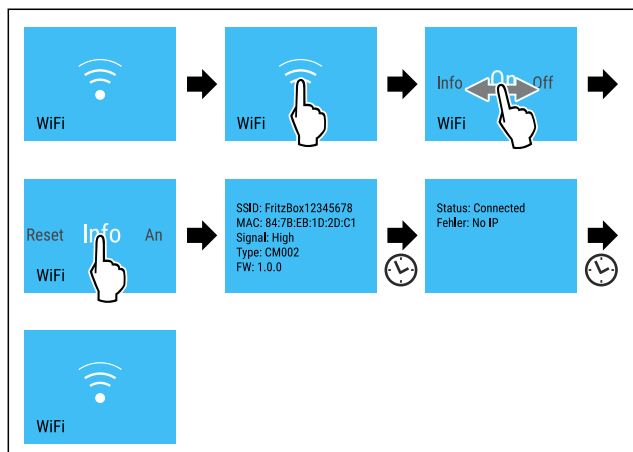 WiFi
WiFi
Info On Off
WiFi
Reset Info An
WiFi
SSID: FritzBox12345678
MAC: 84:7B:EB:1D:2D:C1
Signal: High
Type: CM002
FW: 1.0.0
Status: Connected
Fehler: No IP
WiFi